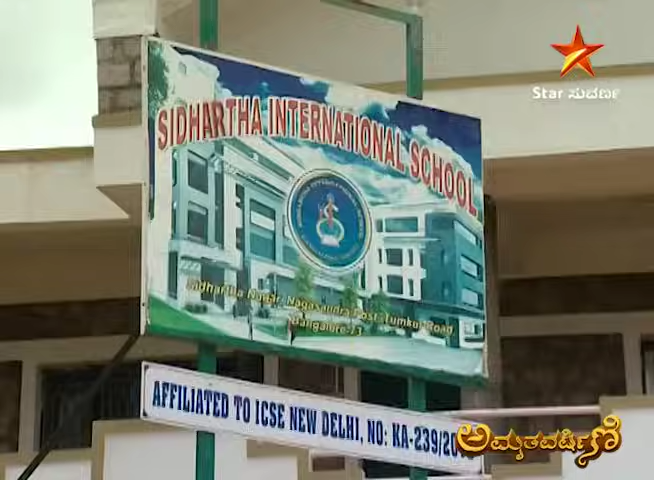 Star ಸುವರ್ಣ
SIDHARTHA INTERNATIONAL SCHOOL
Sidhartha Nagar, Nagasandra Post, Tumkur Road
Bangalore-73
AFFILIATED TO ICSE NEW DELHI, NO: KA-239/20
ಅಮೃತವರ್ಷಿಣಿ